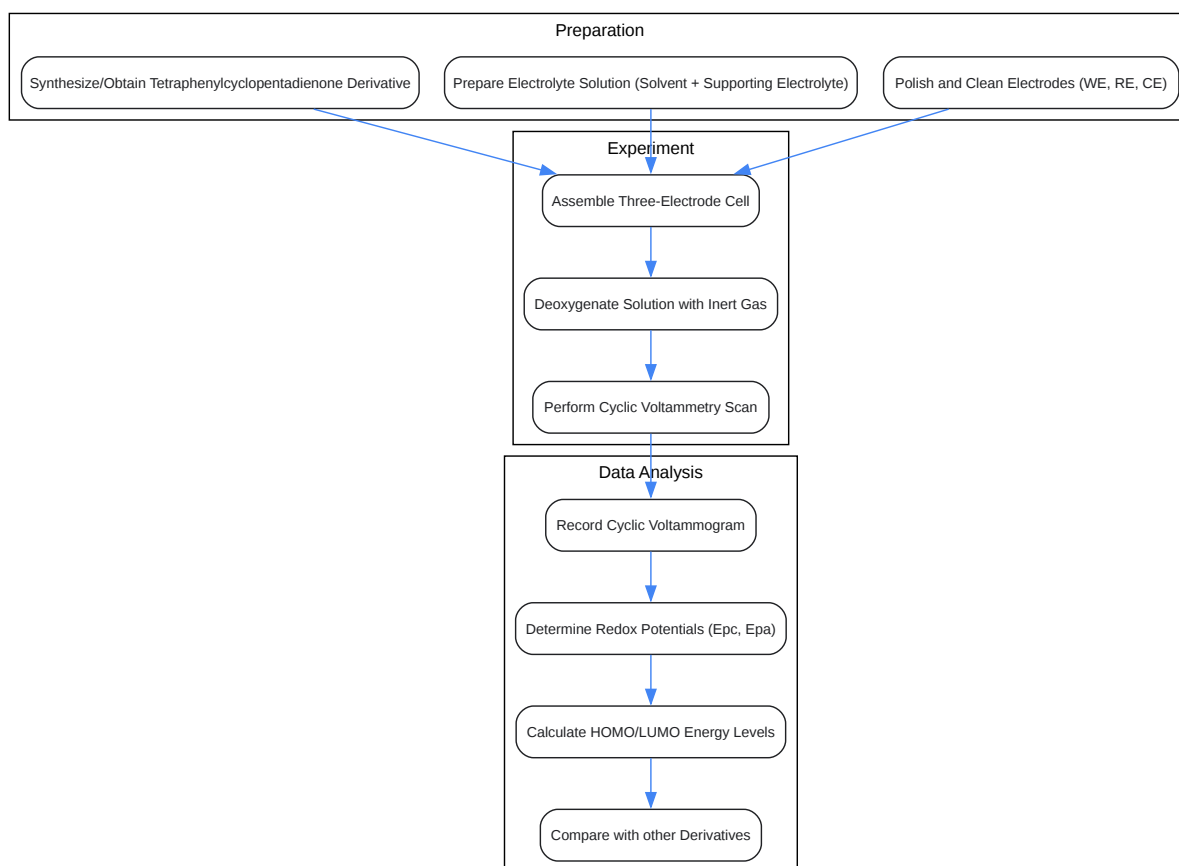 Preparation
Synthesize/Obtain Tetraphenylcyclopentadienone Derivative
Prepare Electrolyte Solution (Solvent + Supporting Electrolyte)
Polish and Clean Electrodes (WE, RE, CE)
Experiment
Assemble Three-Electrode Cell
Deoxygenate Solution with Inert Gas
Perform Cyclic Voltammetry Scan
Data Analysis
Record Cyclic Voltammogram
Determine Redox Potentials (Epc, Epa)
Calculate HOMO/LUMO Energy Levels
Compare with other Derivatives